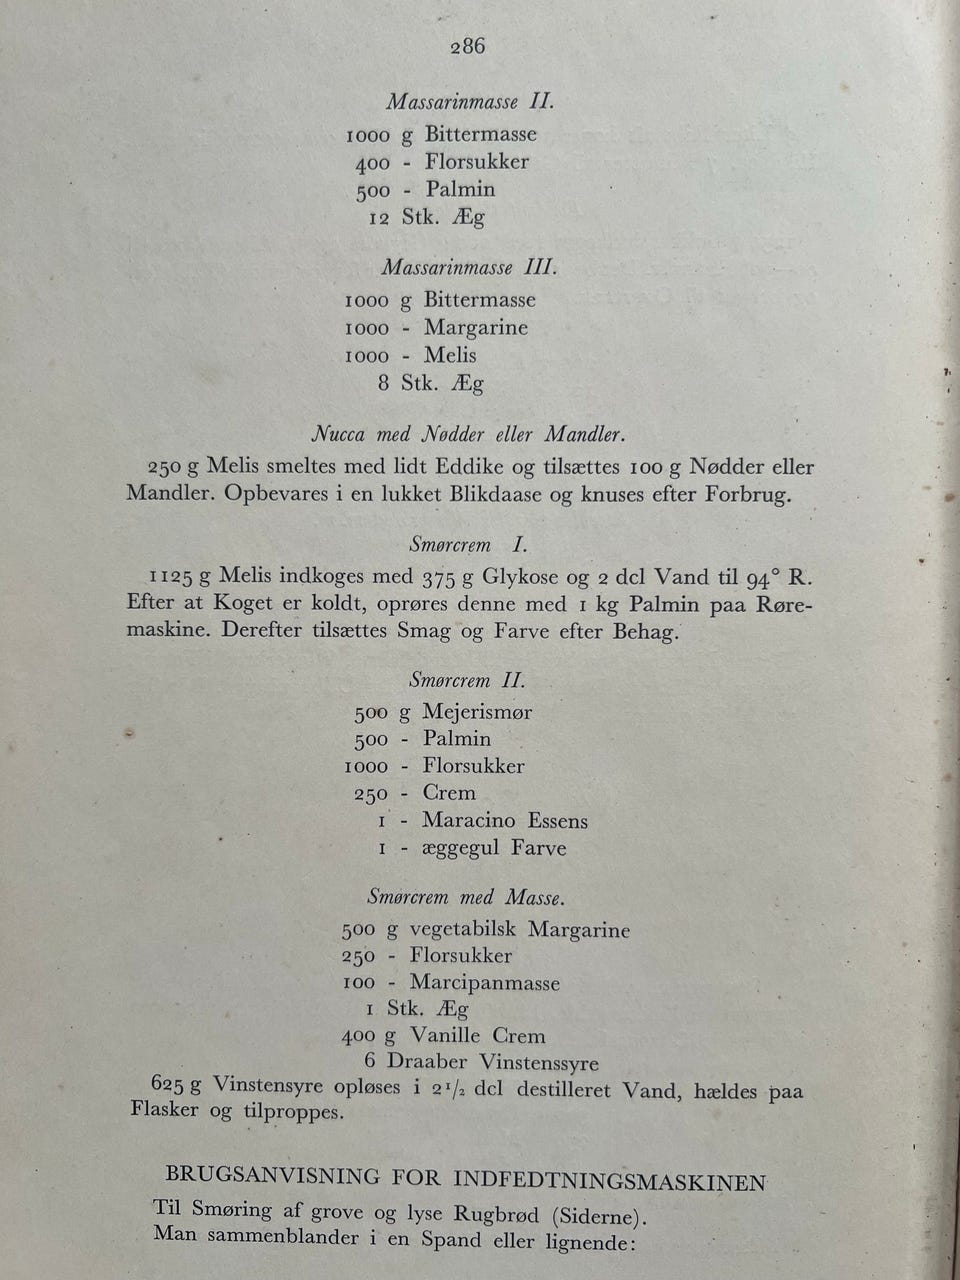 286
Massarinmasse II.
1000 g Bittermasse
400 - Florsukker
500 - Palmin
12 Stk. Æg
Massarinmasse III.
1000 g Bittermasse
1000 - Margarine
1000 - Melis
8 Stk. Æg
Nucca med Nødder eller Mandler.
250 g Melis smeltes med lidt Eddike og tilsættes 100 g Nødder eller
Mandler. Opbevares i en lukket Blikdaase og knuses efter Forbrug.
Smørcrem I.
1125 g Melis indkoges med 375 g Glykose og 2 dcl Vand til 94° R.
Efter at Koget er koldt, oprøres denne med 1 kg Palmin paa Røre-
maskine. Derefter tilsættes Smag og Farve efter Behag.
Smørcrem II.
500 g Mejerismør
500 - Palmin
1000 - Florsukker
250 - Crem
1 - Maracino Essens
1 - æggegul Farve
Smørcrem med Masse.
500 g vegetabilsk Margarine
250 - Florsukker
100 - Marcipanmasse
1 Stk. Æg
400 g Vanille Crem
6 Draaber Vinstenssyre
625 g Vinstensyre opløses i 2 1/2 dcl destilleret Vand, hældes paa
Flasker og tilproppes.
BRUGSANVISNING FOR INDFEDTNINGSMASKINEN
Til Smøring af grove og lyse Rugbrød (Siderne).
Man sammenblander i en Spand eller lignende: